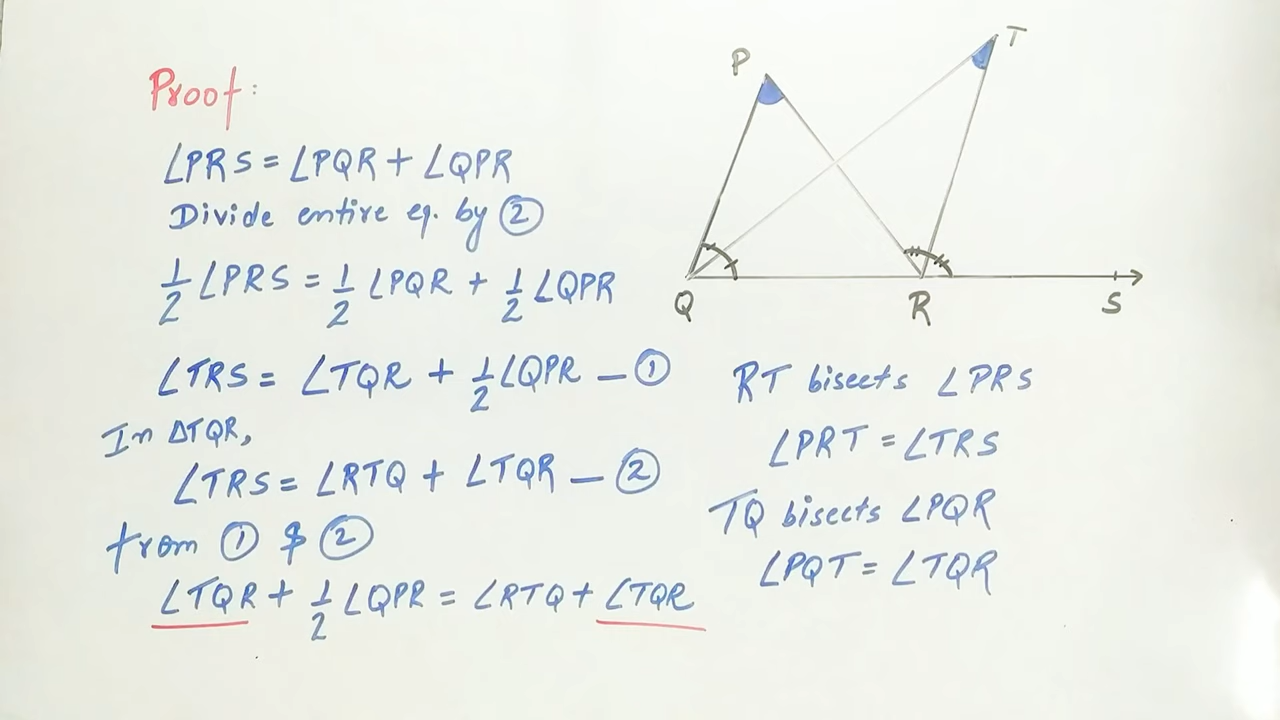 Proof:
∠PRS = ∠PQR + ∠QPR
Divide entire eq. by ②
1/2 ∠PRS = 1/2 ∠PQR + 1/2 ∠QPR
∠TRS = ∠TQR + 1/2 ∠QPR — ①
In ΔTQR,
∠TRS = ∠RTQ + ∠TQR — ②
from ① & ②
∠TQR + 1/2 ∠QPR = ∠RTQ + ∠TQR
P
T
Q
R
S
RT bisects ∠PRS
∠PRT = ∠TRS
TQ bisects ∠PQR
∠PQT = ∠TQR